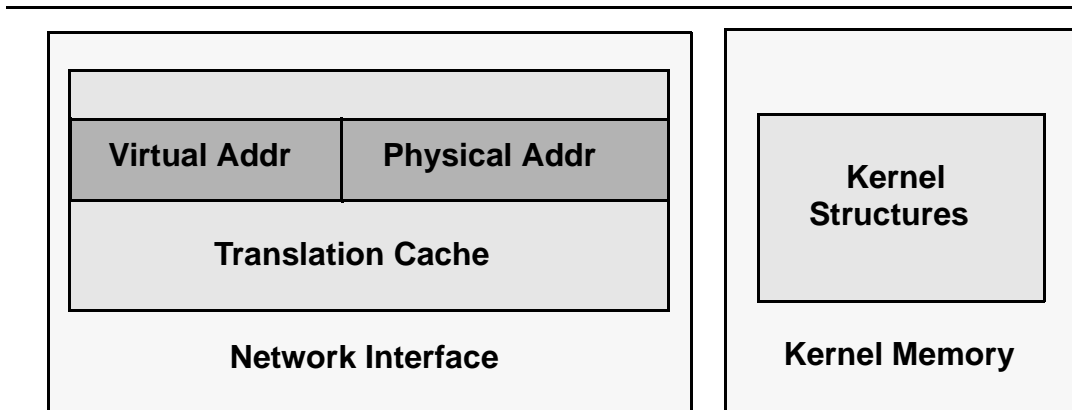 Virtual Addr
Physical Addr
Translation Cache
Network Interface
Kernel
Structures
Kernel Memory